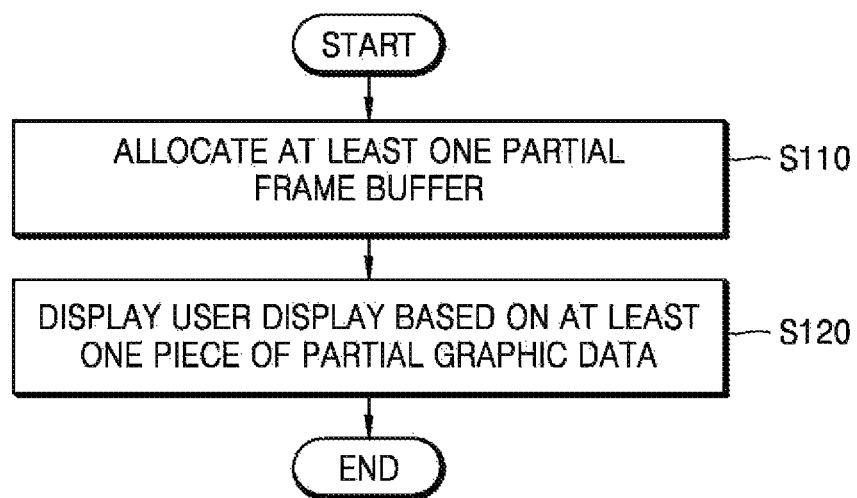 START
ALLOCATE AT LEAST ONE PARTIAL
FRAME BUFFER
S110
DISPLAY USER DISPLAY BASED ON AT LEAST
ONE PIECE OF PARTIAL GRAPHIC DATA
S120
END